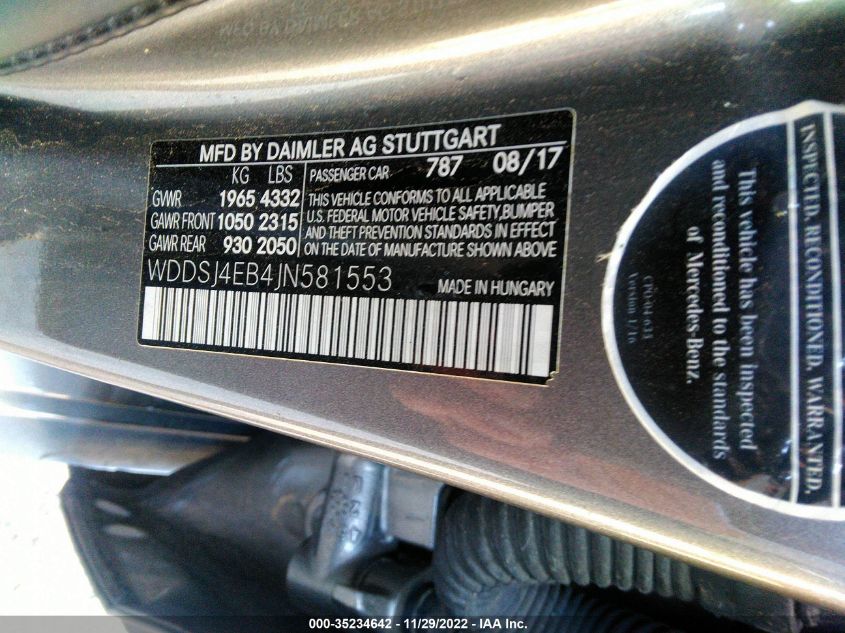 MFD BY DAIMLER AG STUTTGART
KG LBS
GVWR 1965 4332
GAWR FRONT 1050 2315
GAWR REAR 930 2050
PASSENGER CAR 787 08/17
THIS VEHICLE CONFORMS TO ALL APPLICABLE
U.S. FEDERAL MOTOR VEHICLE SAFETY, BUMPER
AND THEFT PREVENTION STANDARDS IN EFFECT
ON THE DATE OF MANUFACTURE SHOWN ABOVE
WDDSJ4EB4JN581553
MADE IN HUNGARY
INSPECTED, RECONDITIONED, WARRANTED,
This vehicle has been inspected
and reconditioned to the standards
of Mercedes-Benz.
Version 1/16
000-35234642 - 11/29/2022 - IAA Inc.